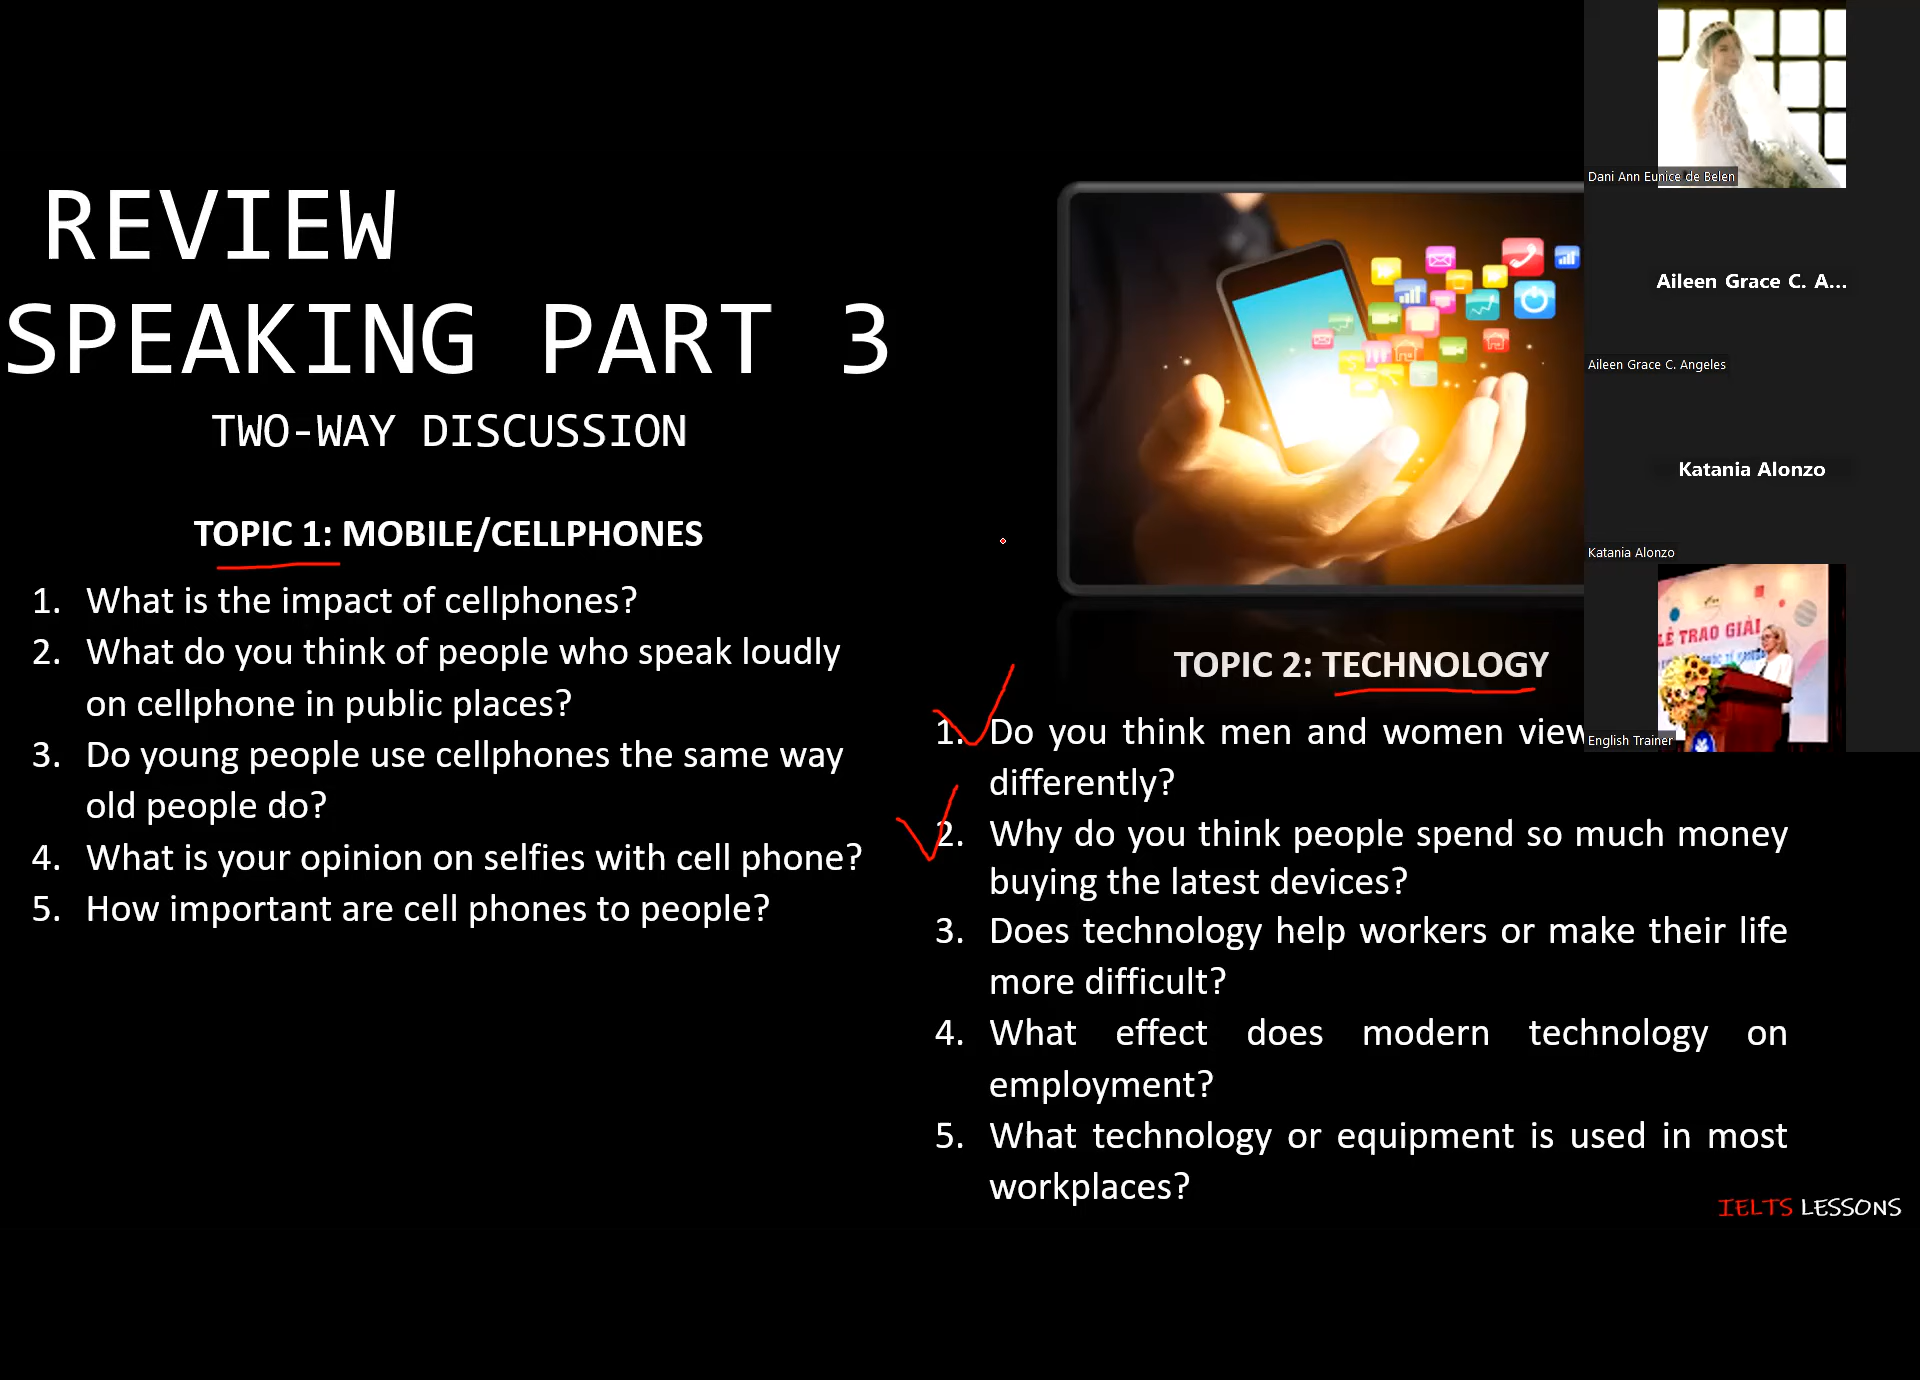 REVIEW
SPEAKING PART 3
TWO-WAY DISCUSSION
TOPIC 1: MOBILE/CELLPHONES
1. What is the impact of cellphones?
2. What do you think of people who speak loudly
on cellphone in public places?
3. Do young people use cellphones the same way
old people do?
4. What is your opinion on selfies with cell phone?
5. How important are cell phones to people?
TOPIC 2: TECHNOLOGY
1. Do you think men and women view
differently?
2. Why do you think people spend so much money
buying the latest devices?
3. Does technology help workers or make their life
more difficult?
4. What effect does modern technology on
employment?
5. What technology or equipment is used in most
workplaces?
IELTS LESSONS
Dani Ann Eunice de Belen
Aileen Grace C. A...
Aileen Grace C. Angeles
Katania Alonzo
Katania Alonzo
LỄ TRAO GIẢI
English Trainer